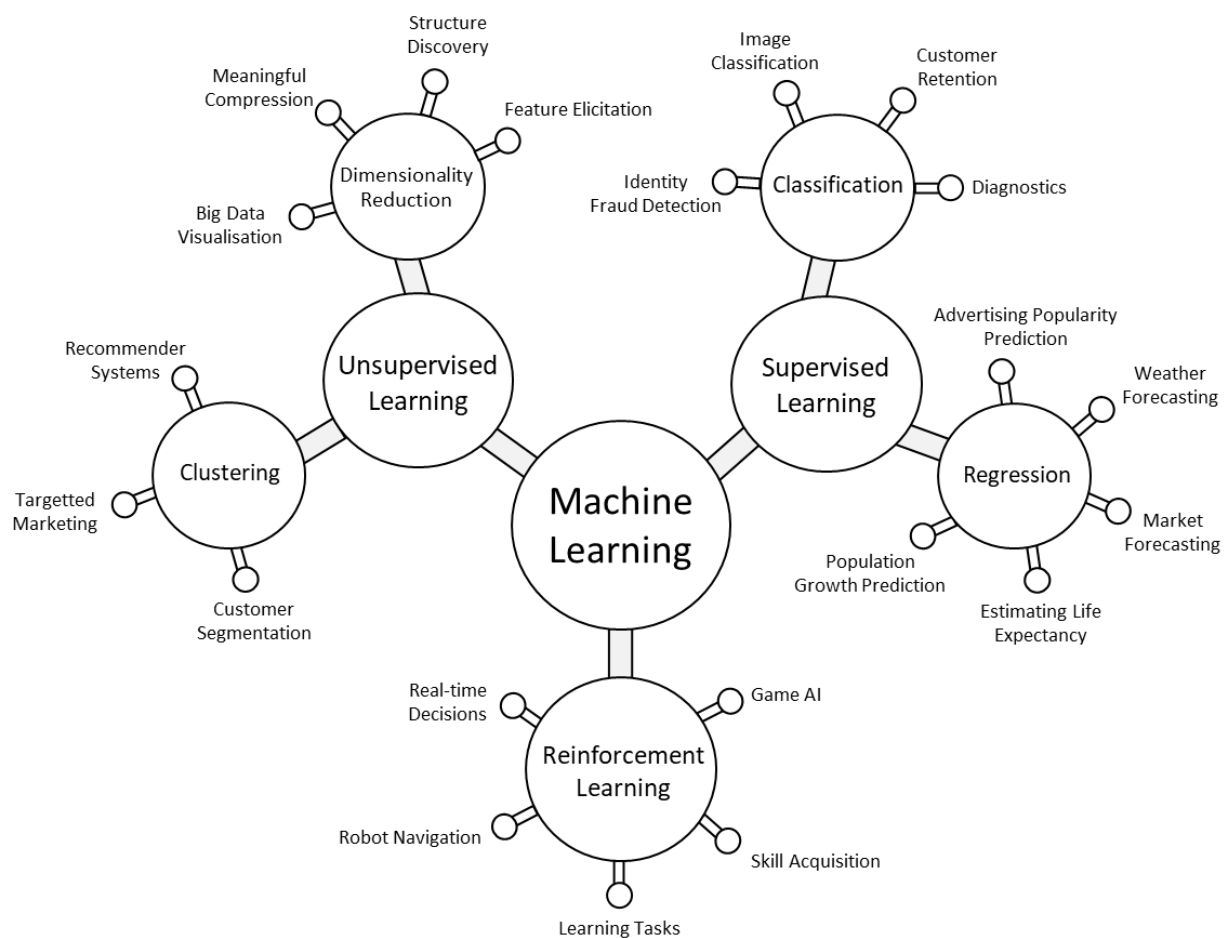 Structure
Discovery
Meaningful
Compression
Feature Elicitation
Dimensionality
Reduction
Big Data
Visualisation
Image
Classification
Customer
Retention
Identity
Fraud Detection
Classification
Diagnostics
Unsupervised
Learning
Supervised
Learning
Recommender
Systems
Clustering
Targetted
Marketing
Customer
Segmentation
Advertising Popularity
Prediction
Weather
Forecasting
Regression
Market
Forecasting
Population
Growth Prediction
Estimating Life
Expectancy
Machine
Learning
Real-time
Decisions
Game AI
Reinforcement
Learning
Robot Navigation
Skill Acquisition
Learning Tasks